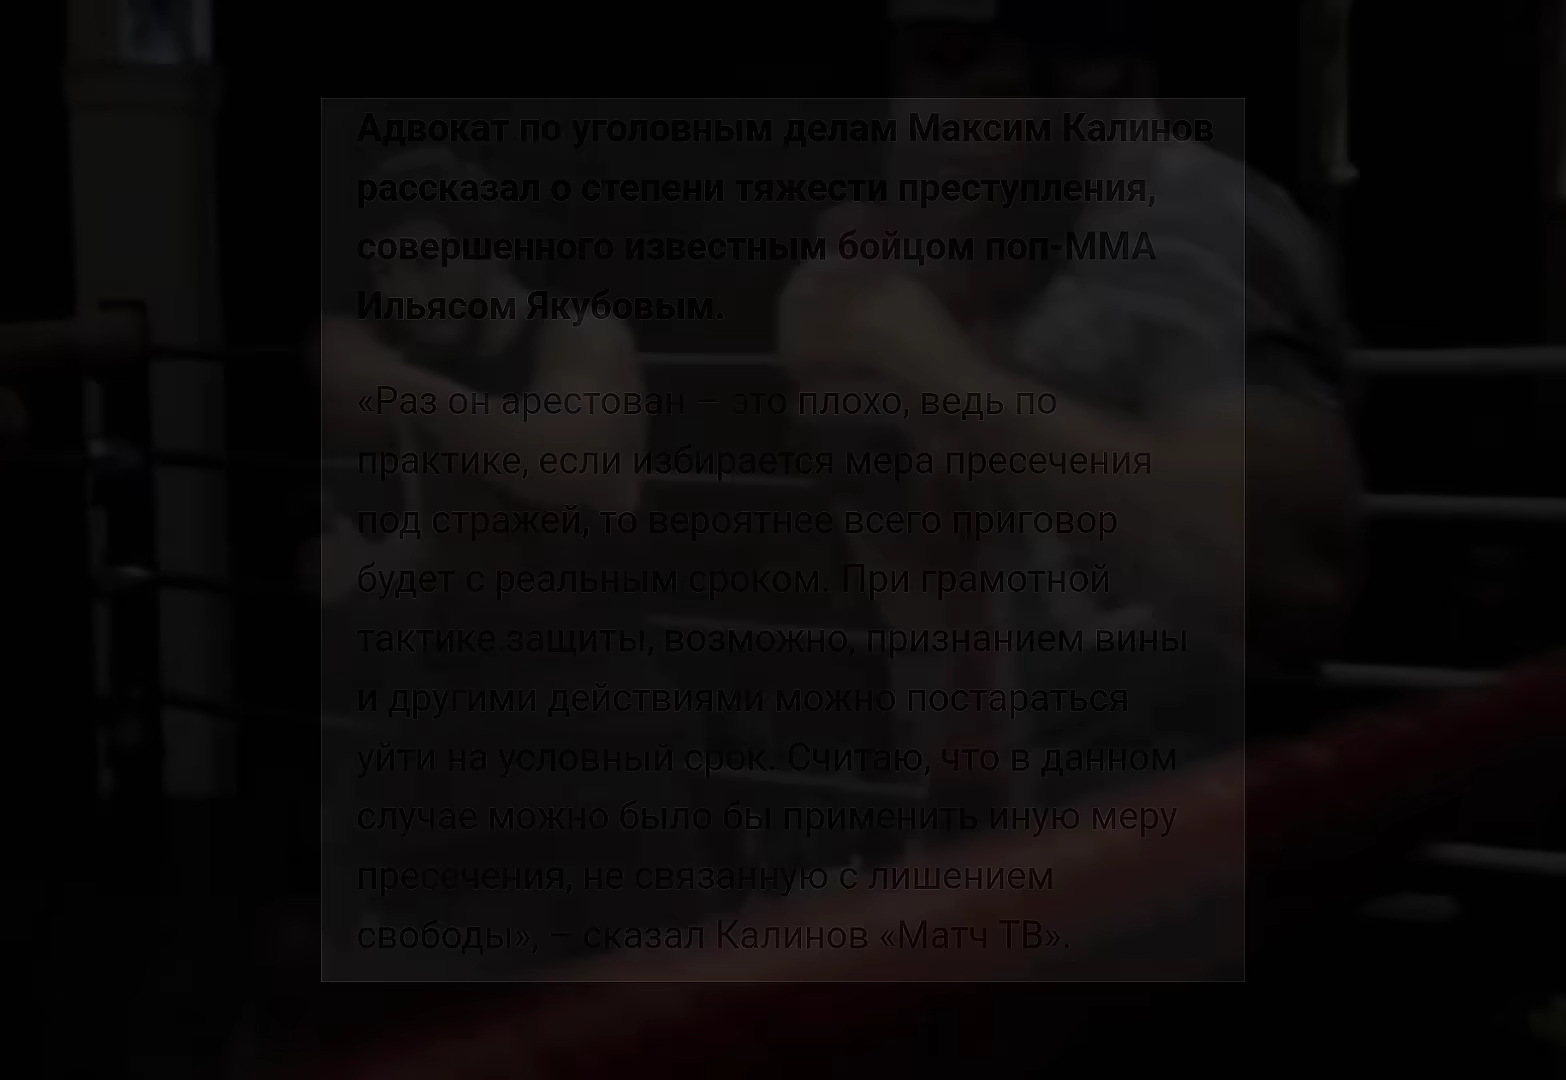 Адвокат по уголовным делам Максим Калинов
рассказал о степени тяжести преступления,
совершенного известным бойцом поп-ММА
Ильясом Якубовым.
«Раз он арестован – это плохо, ведь по
практике, если избирается мера пресечения
под стражей, то вероятнее всего приговор
будет с реальным сроком. При грамотной
тактике защиты, возможно, признанием вины
и другими действиями можно постараться
уйти на условный срок. Считаю, что в данном
случае можно было бы применить иную меру
пресечения, не связанную с лишением
свободы», – сказал Калинов «Матч ТВ».